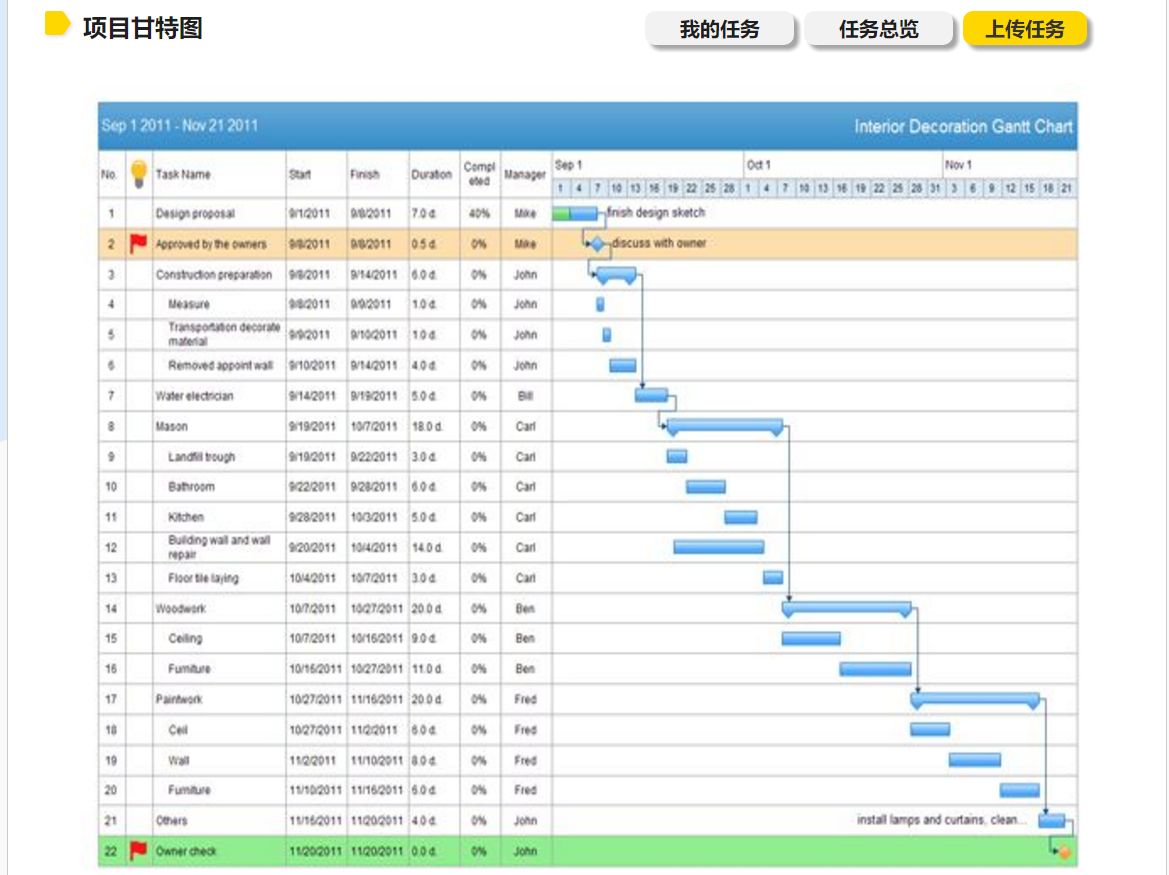 项目甘特图 我的任务 任务总览 上传任务
Sep 1 2011 - Nov 21 2011 Interior Decoration Gantt Chart
No. Task Name Start Finish Duration Completed Manager Sep 1 Oct 1 Nov 1
1 4 7 10 13 16 19 22 25 28 1 4 7 10 13 16 19 22 25 28 31 3 6 9 12 15 18 21
1 Design proposal 9/1/2011 9/8/2011 7.0 d. 40% Mike finish design sketch
2 Approved by the owners 9/8/2011 9/8/2011 0.5 d. 0% Mike discuss with owner
3 Construction preparation 9/8/2011 9/14/2011 6.0 d. 0% John
4 Measure 9/8/2011 9/9/2011 1.0 d. 0% John
5 Transportation decorate material 9/9/2011 9/10/2011 1.0 d. 0% John
6 Removed appoint wall 9/10/2011 9/14/2011 4.0 d. 0% John
7 Water electrician 9/14/2011 9/19/2011 5.0 d. 0% Bill
8 Mason 9/19/2011 10/7/2011 18.0 d. 0% Carl
9 Landfill trough 9/19/2011 9/22/2011 3.0 d. 0% Carl
10 Bathroom 9/22/2011 9/28/2011 6.0 d. 0% Carl
11 Kitchen 9/28/2011 10/3/2011 5.0 d. 0% Carl
12 Building wall and wall repair 9/20/2011 10/4/2011 14.0 d. 0% Carl
13 Floor tile laying 10/4/2011 10/7/2011 3.0 d. 0% Carl
14 Woodwork 10/7/2011 10/27/2011 20.0 d. 0% Ben
15 Ceiling 10/7/2011 10/16/2011 9.0 d. 0% Ben
16 Furniture 10/16/2011 10/27/2011 11.0 d. 0% Ben
17 Paintwork 10/27/2011 11/16/2011 20.0 d. 0% Fred
18 Ceil 10/27/2011 11/2/2011 6.0 d. 0% Fred
19 Wall 11/2/2011 11/10/2011 8.0 d. 0% Fred
20 Furniture 11/10/2011 11/16/2011 6.0 d. 0% Fred
21 Others 11/16/2011 11/20/2011 4.0 d. 0% John install lamps and curtains, clean...
22 Owner check 11/20/2011 11/20/2011 0.0 d. 0% John